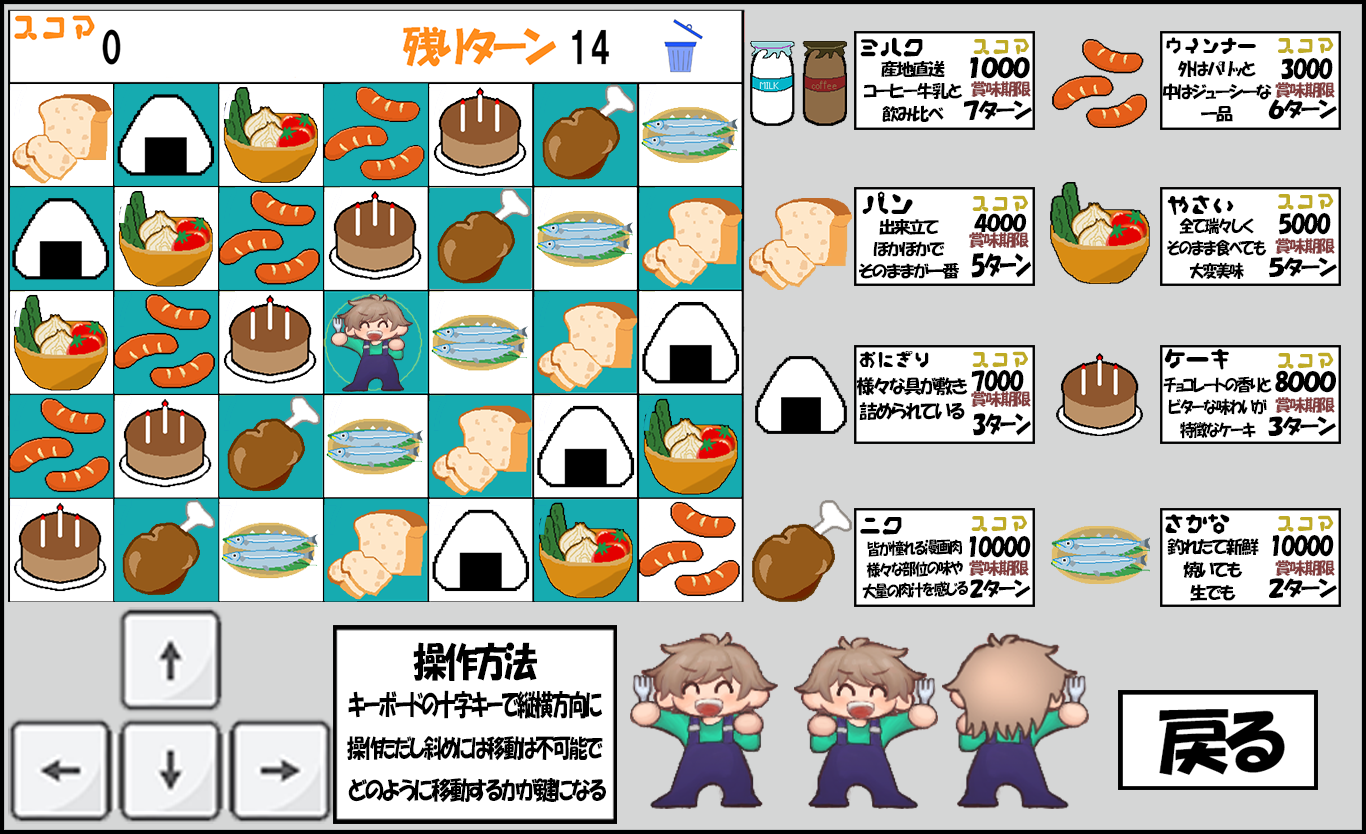 スコア 0 残りターン 14
ミルク スコア
産地直送 1000
コーヒー牛乳と 賞味期限
飲み比べ 7ターン
MILK coffee
ウィンナー スコア
外はパリッと 3000
中はジューシーな 賞味期限
一品 6ターン
パン スコア
出来立て 4000
ほかほかで 賞味期限
そのままが一番 5ターン
やさい スコア
全て瑞々しく 5000
そのまま食べても 賞味期限
大変美味 5ターン
おにぎり スコア
様々な具が敷き 7000
詰められている 賞味期限
3ターン
ケーキ スコア
チョコレートの香りと 8000
ビターな味わいが 賞味期限
特徴なケーキ 3ターン
ニク スコア
皆が憧れる漫画肉 10000
様々な部位の味や 賞味期限
大量の肉汁を感じる 2ターン
さかな スコア
釣れたて新鮮 10000
焼いても 賞味期限
生でも 2ターン
↑
← ↓ →
操作方法
キーボードの十字キーで縦横方向に
操作ただし斜めには移動は不可能で
どのように移動するかが鍵になる
戻る